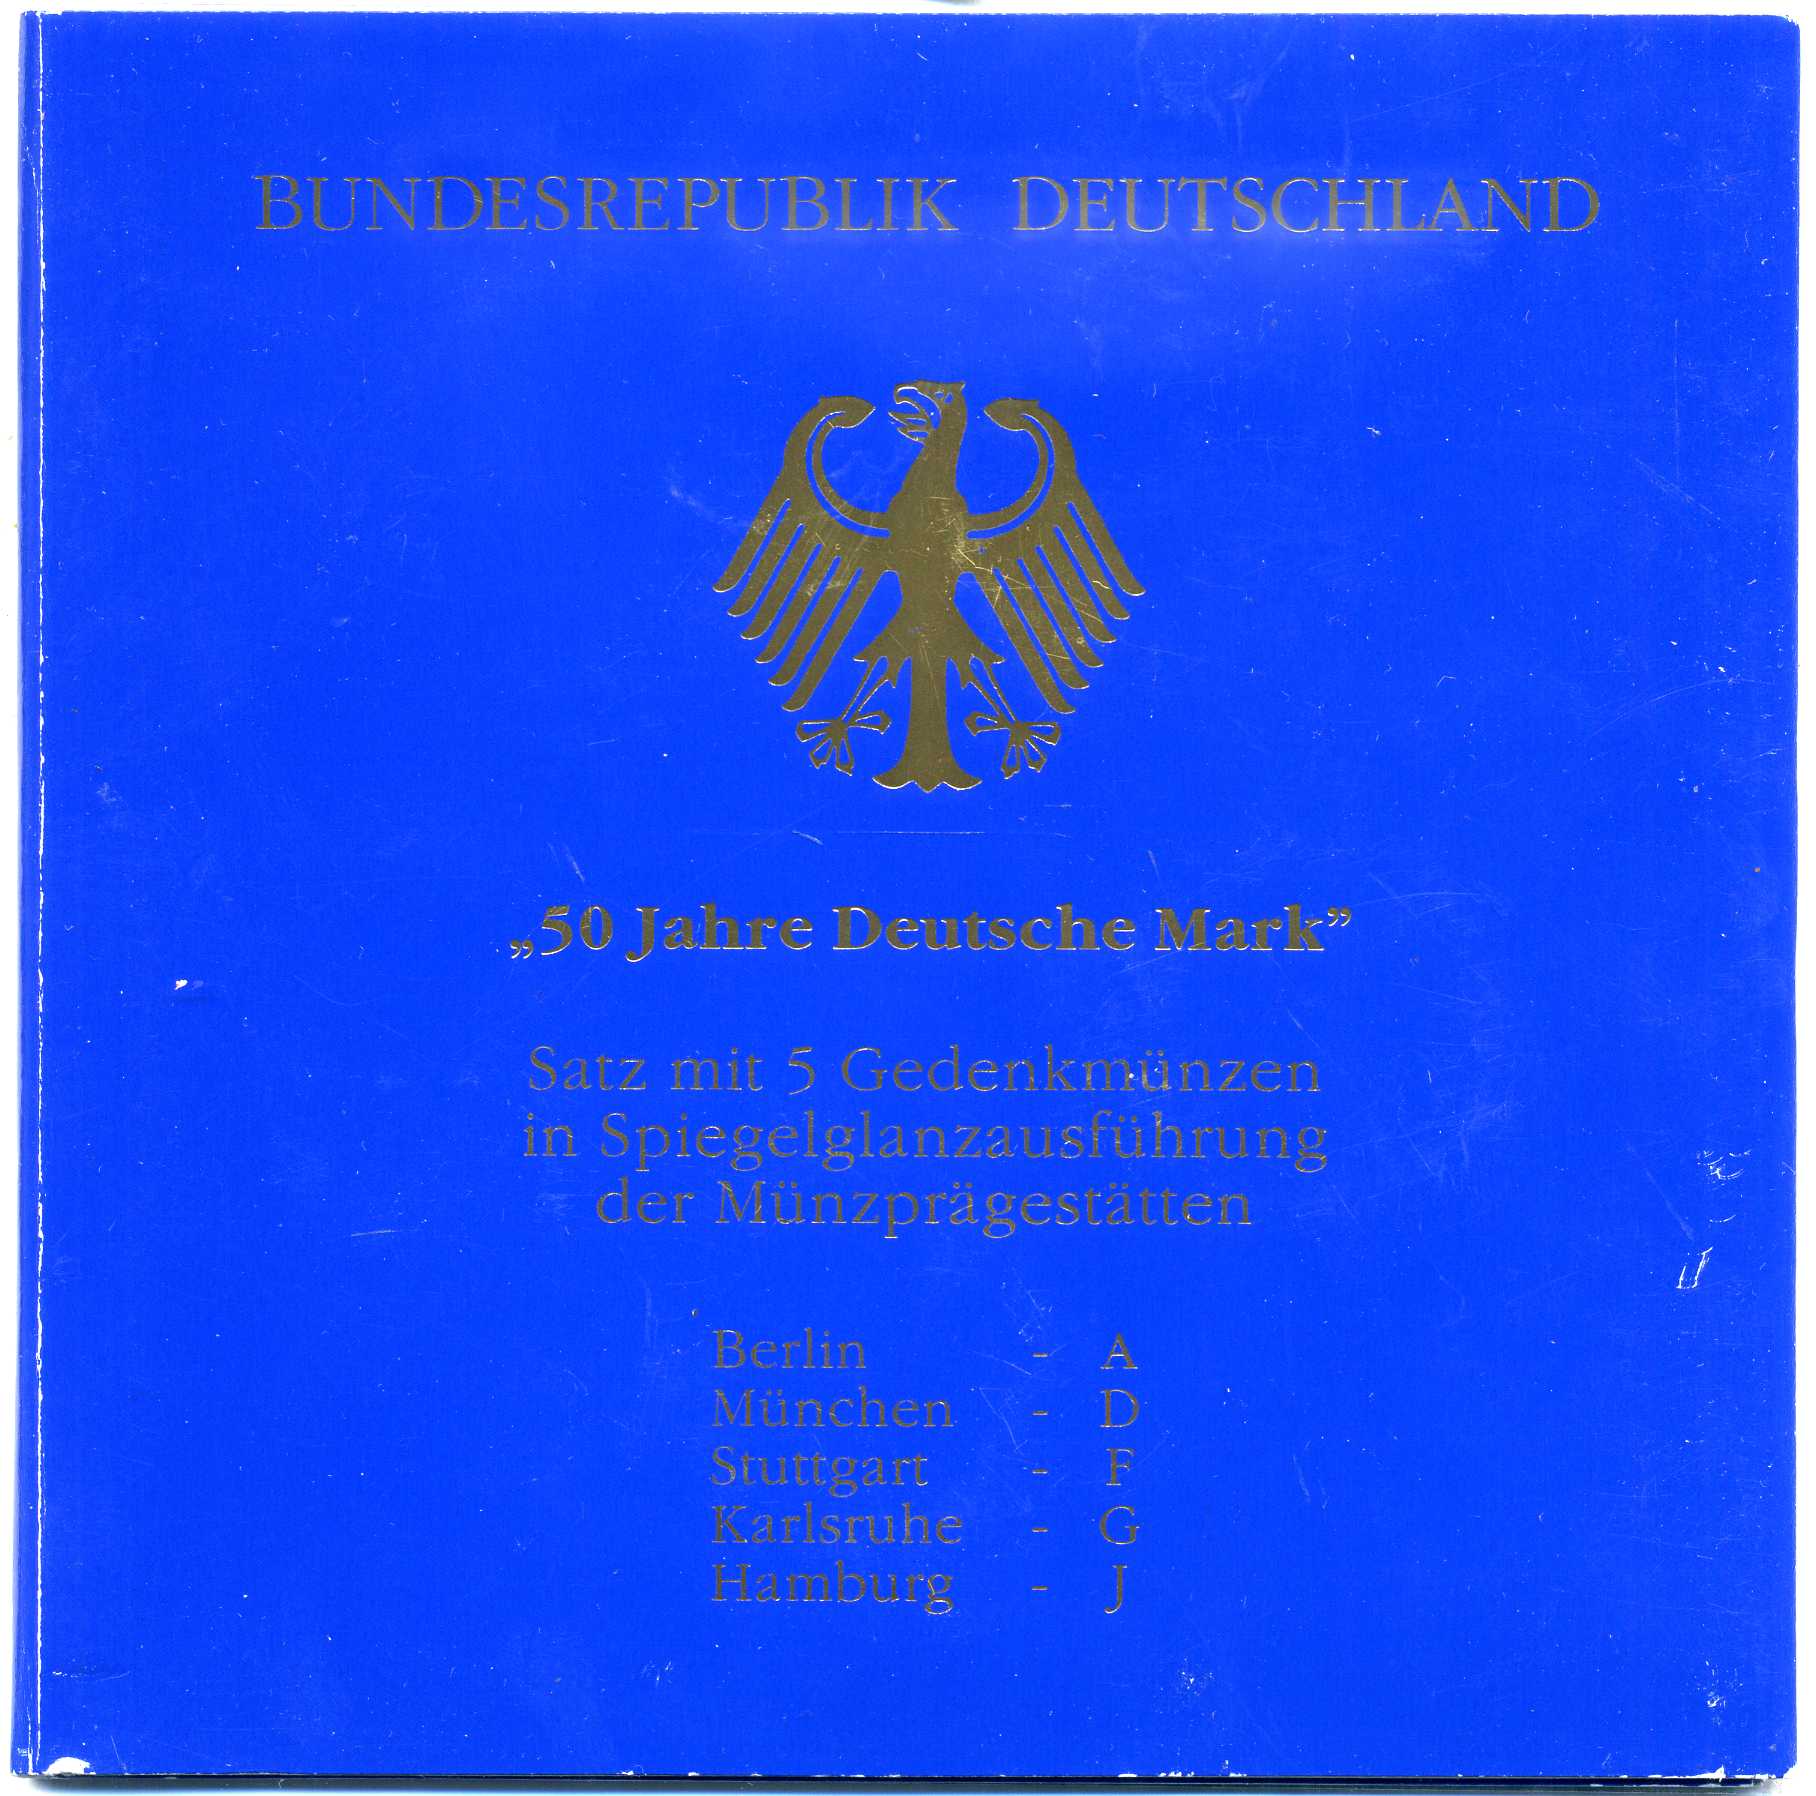 BUNDESREPUBLIK DEUTSCHLAND
„50 Jahre Deutsche Mark”
Satz mit 5 Gedenkmünzen
in Spiegelglanzausführung
der Münzprägestätten
Berlin - A
München - D
Stuttgart - F
Karlsruhe - G
Hamburg - J